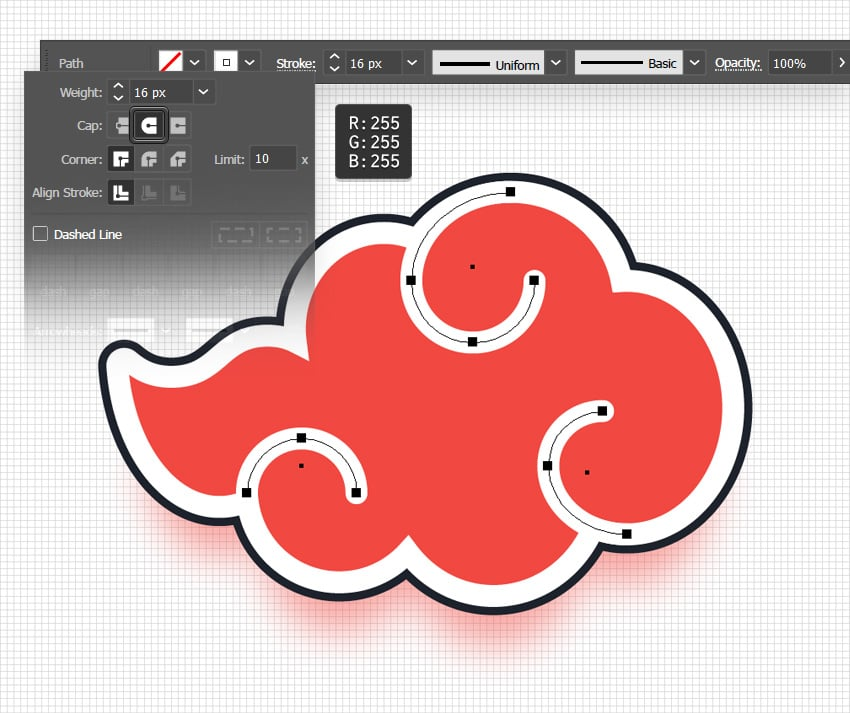 Path Stroke: 16 px Uniform Basic Opacity: 100%
Weight: 16 px
Cap:
Corner: Limit: 10 x
Align Stroke:
Dashed Line
R: 255
G: 255
B: 255